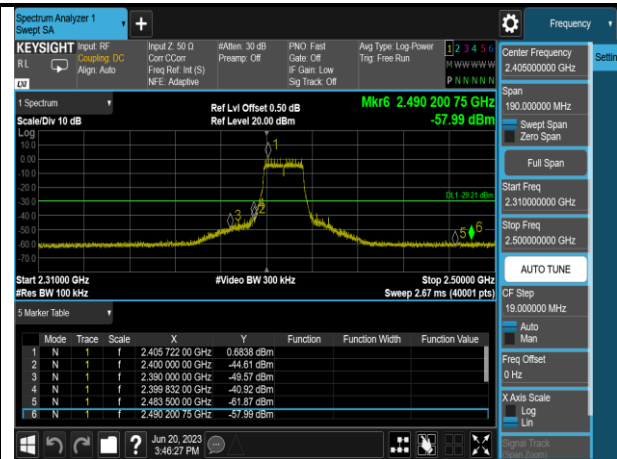 Spectrum Analyzer 1
Swept SA
+
Frequency
KEYSIGHT
RL
LXI
Input: RF
Coupling: DC
Align: Auto
Input Z: 50 Ω
Corr CCorr
Freq Ref: Int (S)
NFE: Adaptive
#Atten: 30 dB
Preamp: Off
PNO: Fast
Gate: Off
IF Gain: Low
Sig Track: Off
Avg Type: Log-Power
Trig: Free Run
1 2 3 4 5 6
M W W W W W
P N N N N N
Center Frequency
2.405000000 GHz
Settin
Span
190.000000 MHz
Swept Span
Zero Span
Full Span
Start Freq
2.310000000 GHz
Stop Freq
2.500000000 GHz
AUTO TUNE
CF Step
19.000000 MHz
Auto
Man
Freq Offset
0 Hz
X Axis Scale
Log
Lin
Signal Track
(Span Zoom)
1 Spectrum
Scale/Div 10 dB
Ref Lvl Offset 0.50 dB
Ref Level 20.00 dBm
Mkr6 2.490 200 75 GHz
-57.99 dBm
Log
10.0
0.00
-10.0
-20.0
-30.0
-40.0
-50.0
-60.0
-70.0
1
DL1 -29.21 dBm
2
3
5
6
Start 2.31000 GHz
#Res BW 100 kHz
#Video BW 300 kHz
Stop 2.50000 GHz
Sweep 2.67 ms (40001 pts)
5 Marker Table
Mode Trace Scale X Y Function Function Width Function Value
1 N 1 f 2.405 722 00 GHz 0.6838 dBm
2 N 1 f 2.400 000 00 GHz -44.61 dBm
3 N 1 f 2.390 000 00 GHz -49.57 dBm
4 N 1 f 2.399 832 00 GHz -40.92 dBm
5 N 1 f 2.483 500 00 GHz -61.87 dBm
6 N 1 f 2.490 200 75 GHz -57.99 dBm
?
Jun 20, 2023
3:46:27 PM